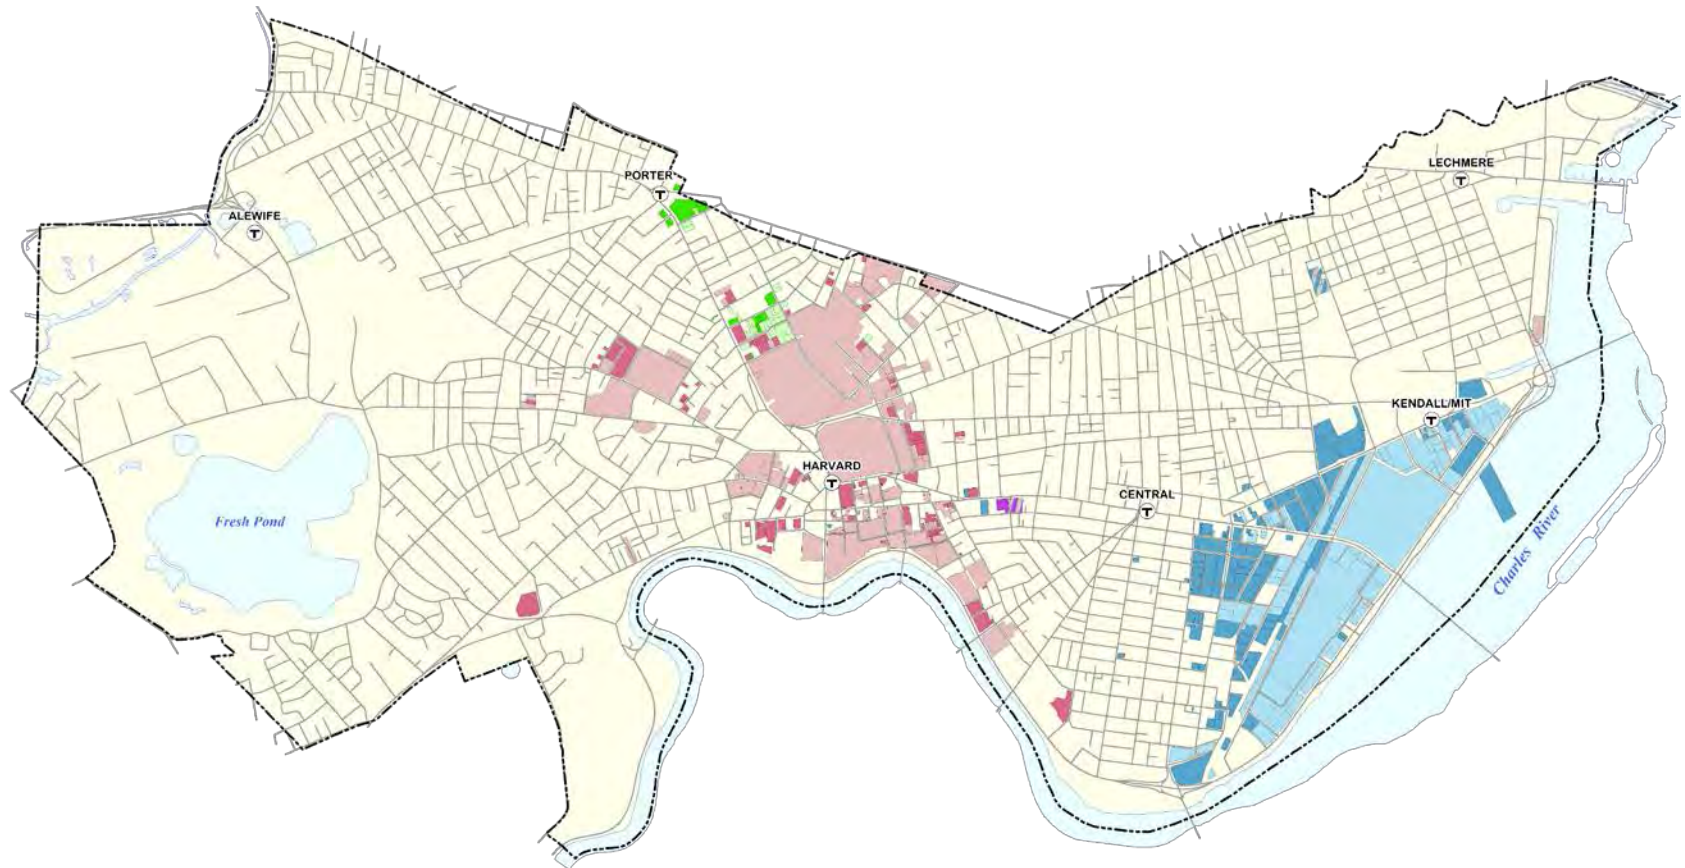 PORTER
T
LECHMERE
T
ALEWIFE
T
KENDALL/MIT
T
HARVARD
T
CENTRAL
T
Fresh Pond
Charles River